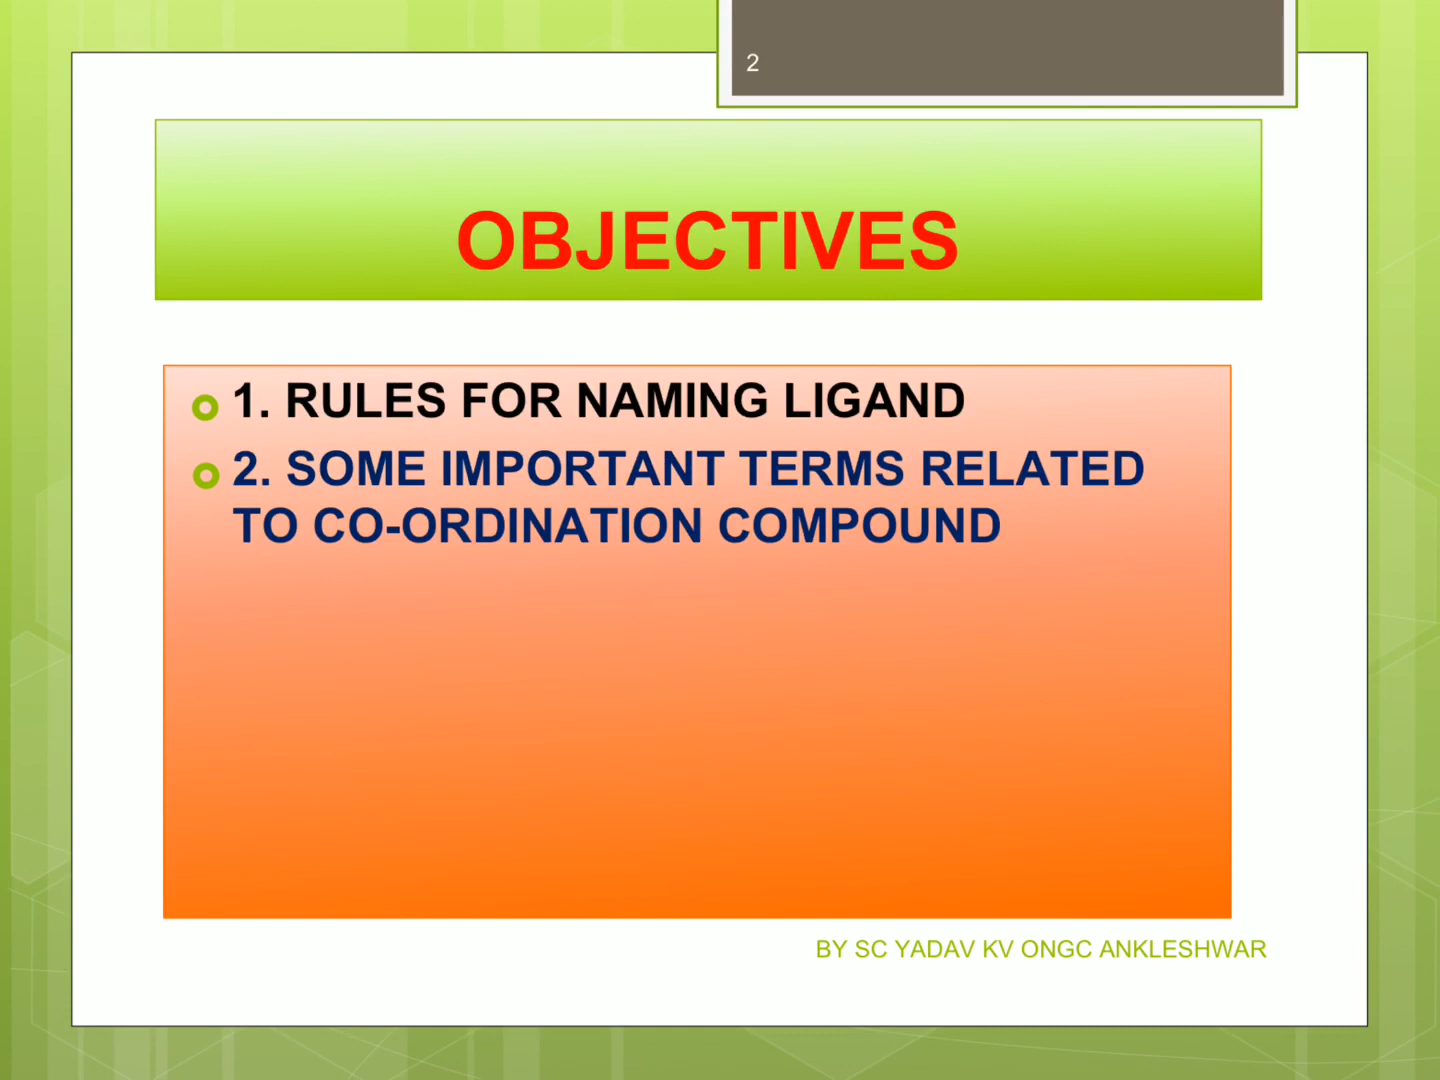 2
OBJECTIVES
1. RULES FOR NAMING LIGAND
2. SOME IMPORTANT TERMS RELATED
TO CO-ORDINATION COMPOUND
BY SC YADAV KV ONGC ANKLESHWAR